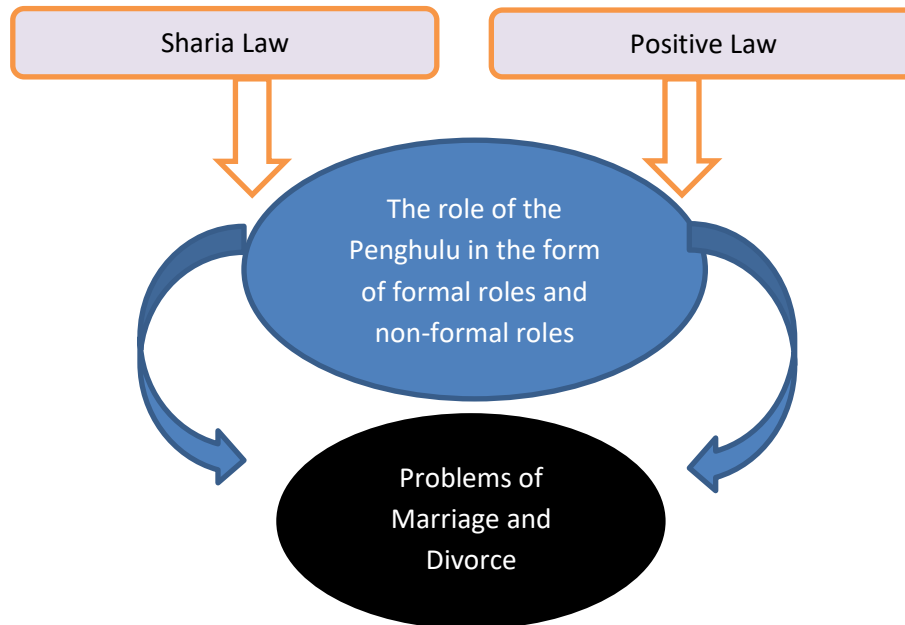 Sharia Law
Positive Law
The role of the
Penghulu in the form
of formal roles and
non-formal roles
Problems of
Marriage and
Divorce